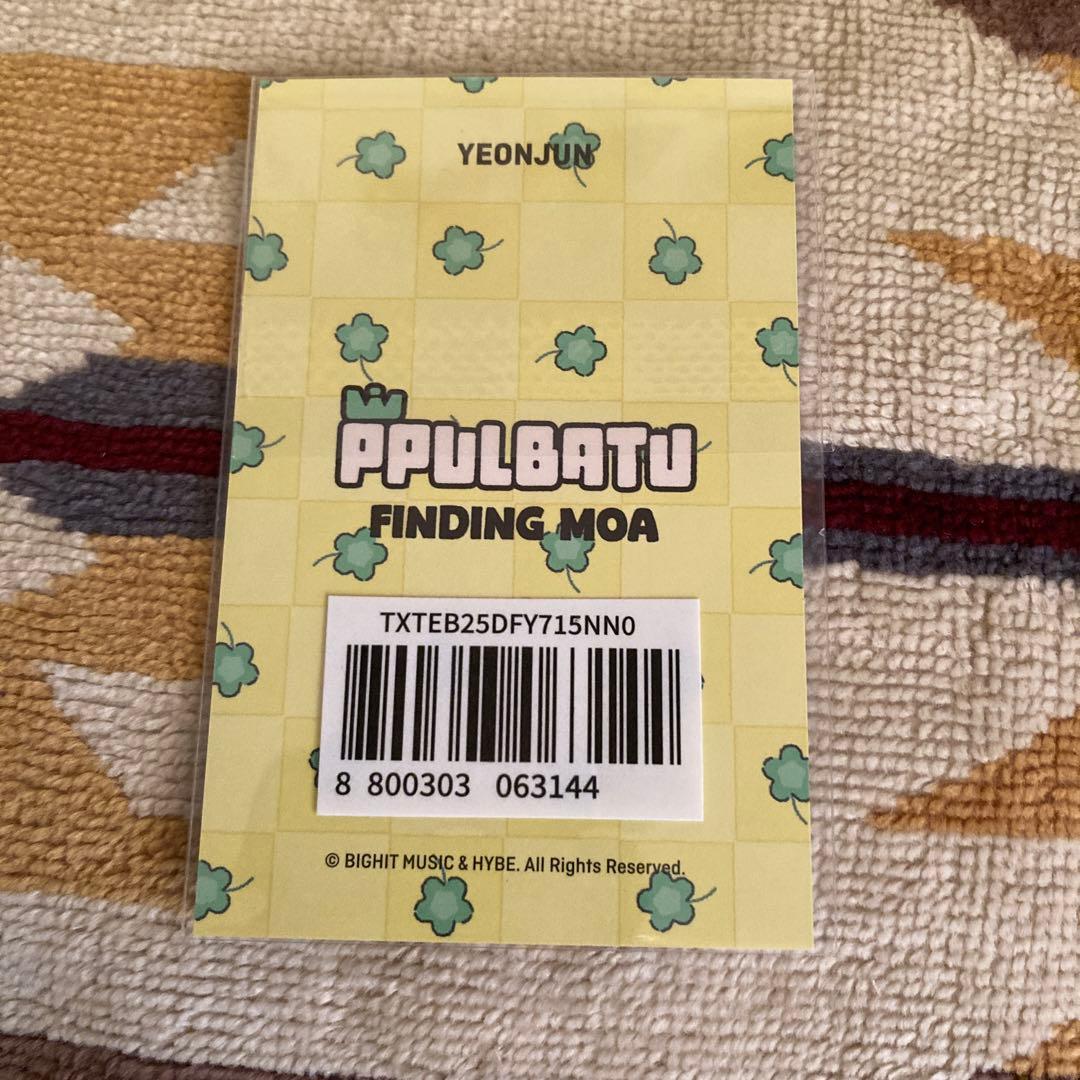 YEONJUN
PPULBATU
FINDING MOA
TXTEB25DFY715NN0
8 800303 063144
© BIGHIT MUSIC & HYBE. All Rights Reserved.